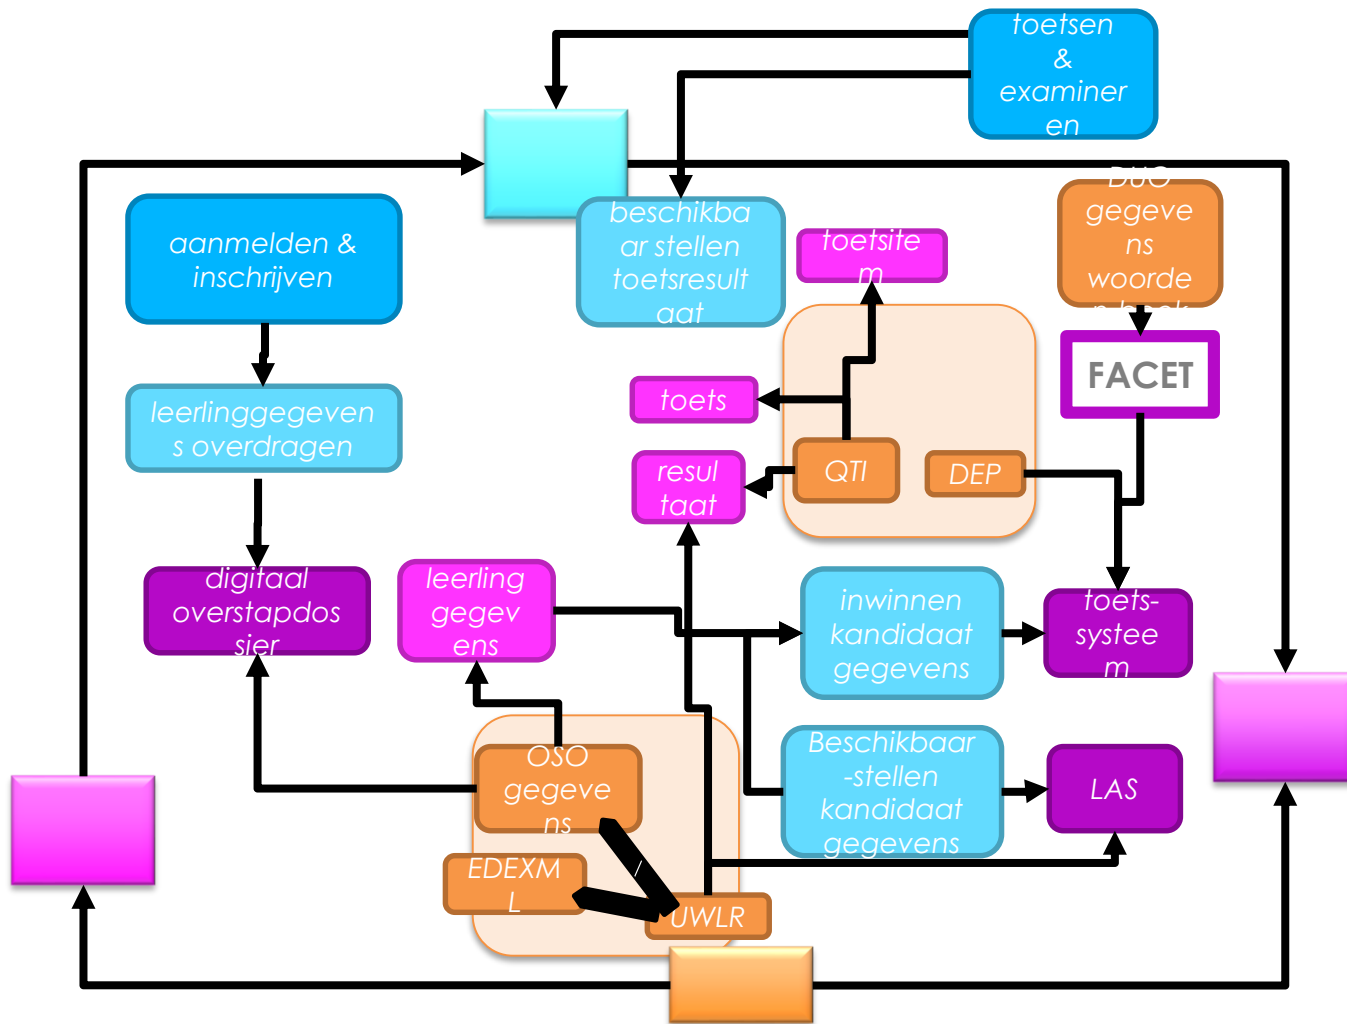 toetsen
&
examiner
en
DUO
gegeve
ns
woorde
n boek
aanmelden &
inschrijven
beschikba
ar stellen
toetsresult
aat
toetsite
m
FACET
leerlinggegeven
s overdragen
toets
resul
taat
QTI
DEP
digitaal
overstapdos
sier
leerling
gegev
ens
inwinnen
kandidaat
gegevens
toets-
systee
m
OSO
gegeve
ns
Beschikbaar
-stellen
kandidaat
gegevens
LAS
EDEXM
L
/
UWLR